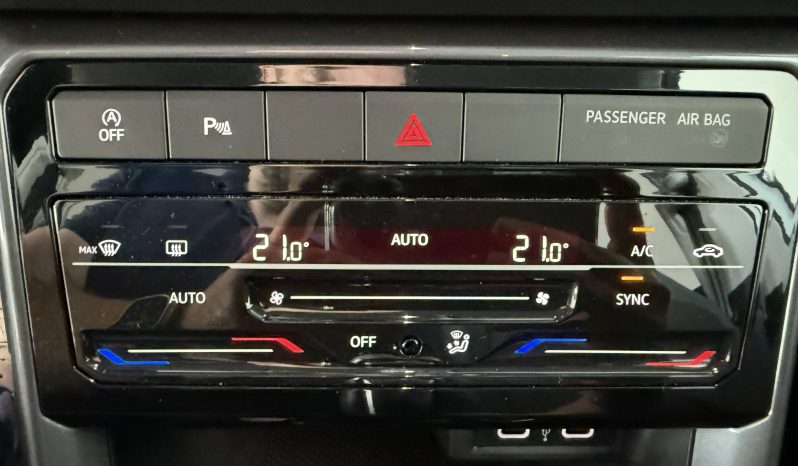 A
OFF
P
PASSENGER AIR BAG
MAX
21.0°
AUTO
21.0°
A/C
AUTO
SYNC
OFF